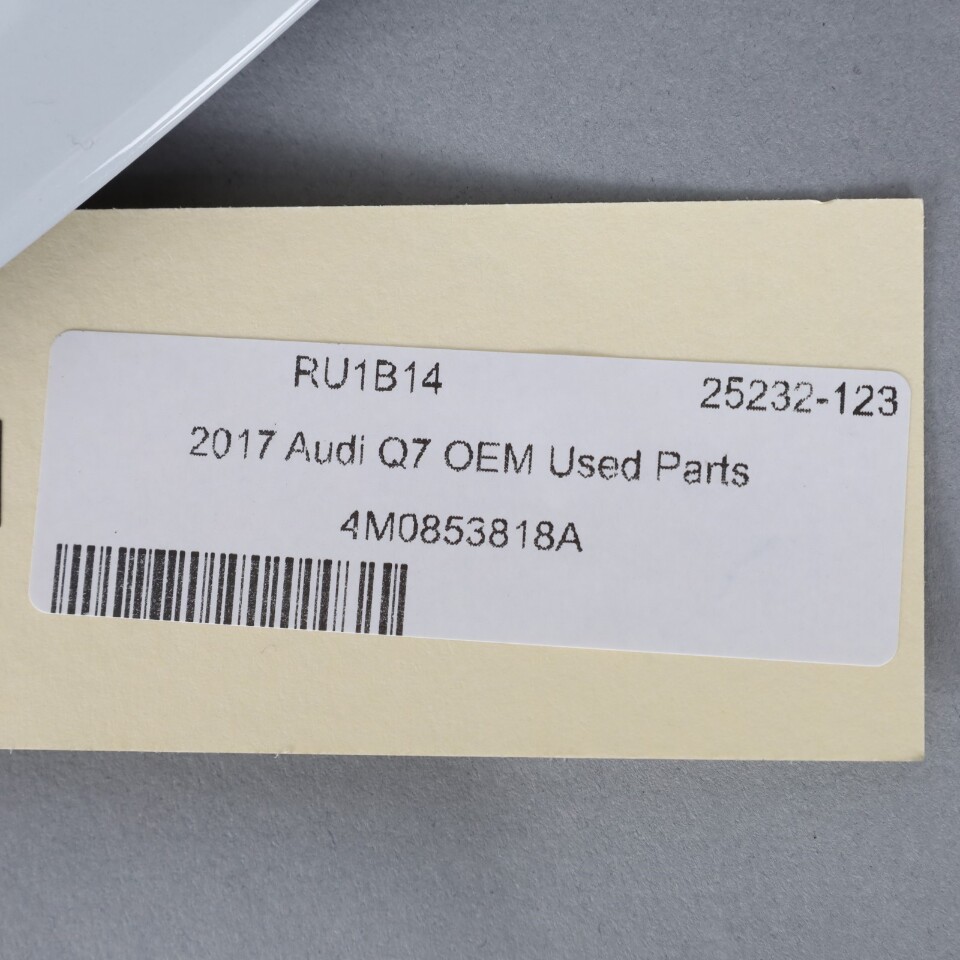 RU1B14 25232-123
2017 Audi Q7 OEM Used Parts
4M0853818A